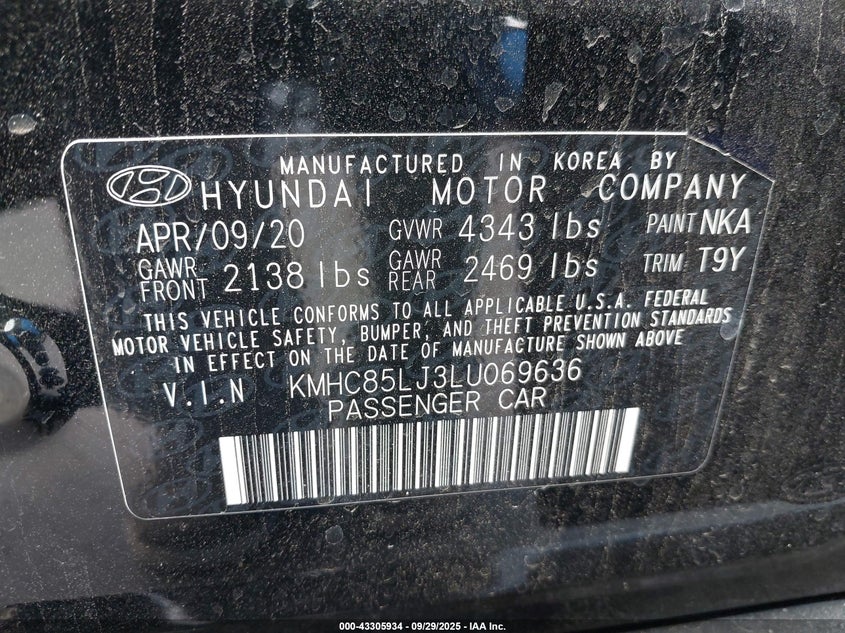 MANUFACTURED IN KOREA BY
HYUNDAI MOTOR COMPANY
APR/09/20 GVWR 4343 lbs PAINT NKA
GAWR FRONT 2138 lbs GAWR REAR 2469 lbs TRIM T9Y
THIS VEHICLE CONFORMS TO ALL APPLICABLE U.S.A. FEDERAL
MOTOR VEHICLE SAFETY, BUMPER, AND THEFT PREVENTION STANDARDS
IN EFFECT ON THE DATE OF MANUFACTURE SHOWN ABOVE
V.I.N KMHC85LJ3LU069636
PASSENGER CAR
000-43305934 - 09/29/2025 - IAA Inc.